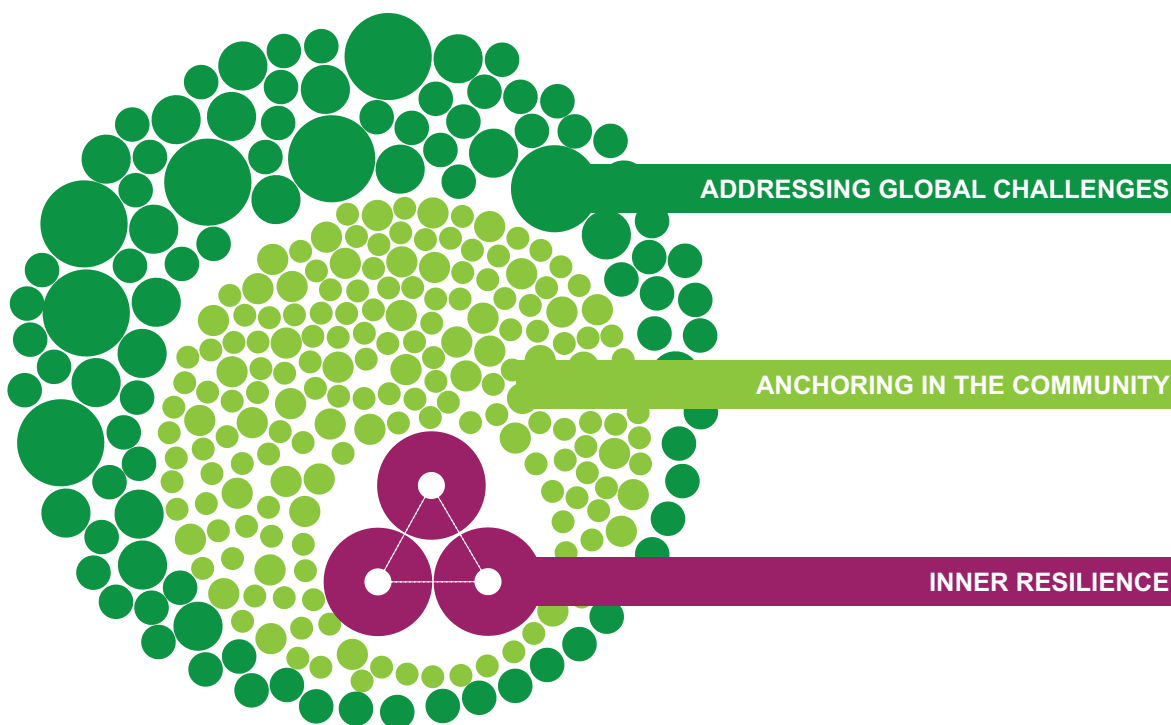 ADDRESSING GLOBAL CHALLENGES
ANCHORING IN THE COMMUNITY
INNER RESILIENCE